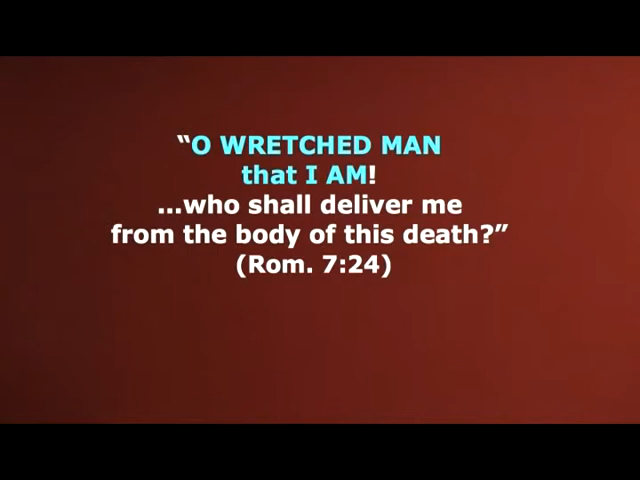 “O WRETCHED MAN
that I AM!
...who shall deliver me
from the body of this death?”
(Rom. 7:24)